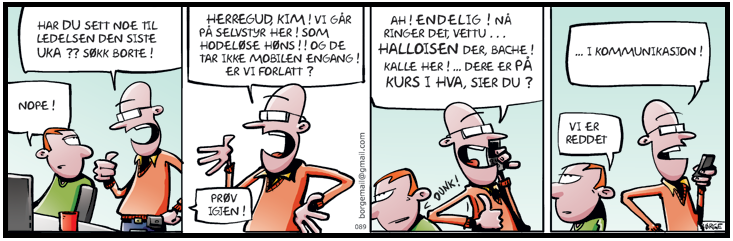 HAR DU SETT NOE TIL
LEDELSEN DEN SISTE
UKA ?? SØKK BORTE !
NOPE !
HERREGUD, KIM ! VI GÅR
PÅ SELVSTYR HER ! SOM
HODELØSE HØNS !! OG DE
TAR IKKE MOBILEN ENGANG !
ER VI FORLATT ?
PRØV
IGJEN !
borgemail@gmail.com
089
AH ! ENDELIG ! NÅ
RINGER DET, VETTU . . .
HALLOISEN DER, BACHE !
KALLE HER ! ... DERE ER PÅ
KURS I HVA, SIER DU ?
DUNK !
... I KOMMUNIKASJON !
VI ER
REDDET
BØRGE